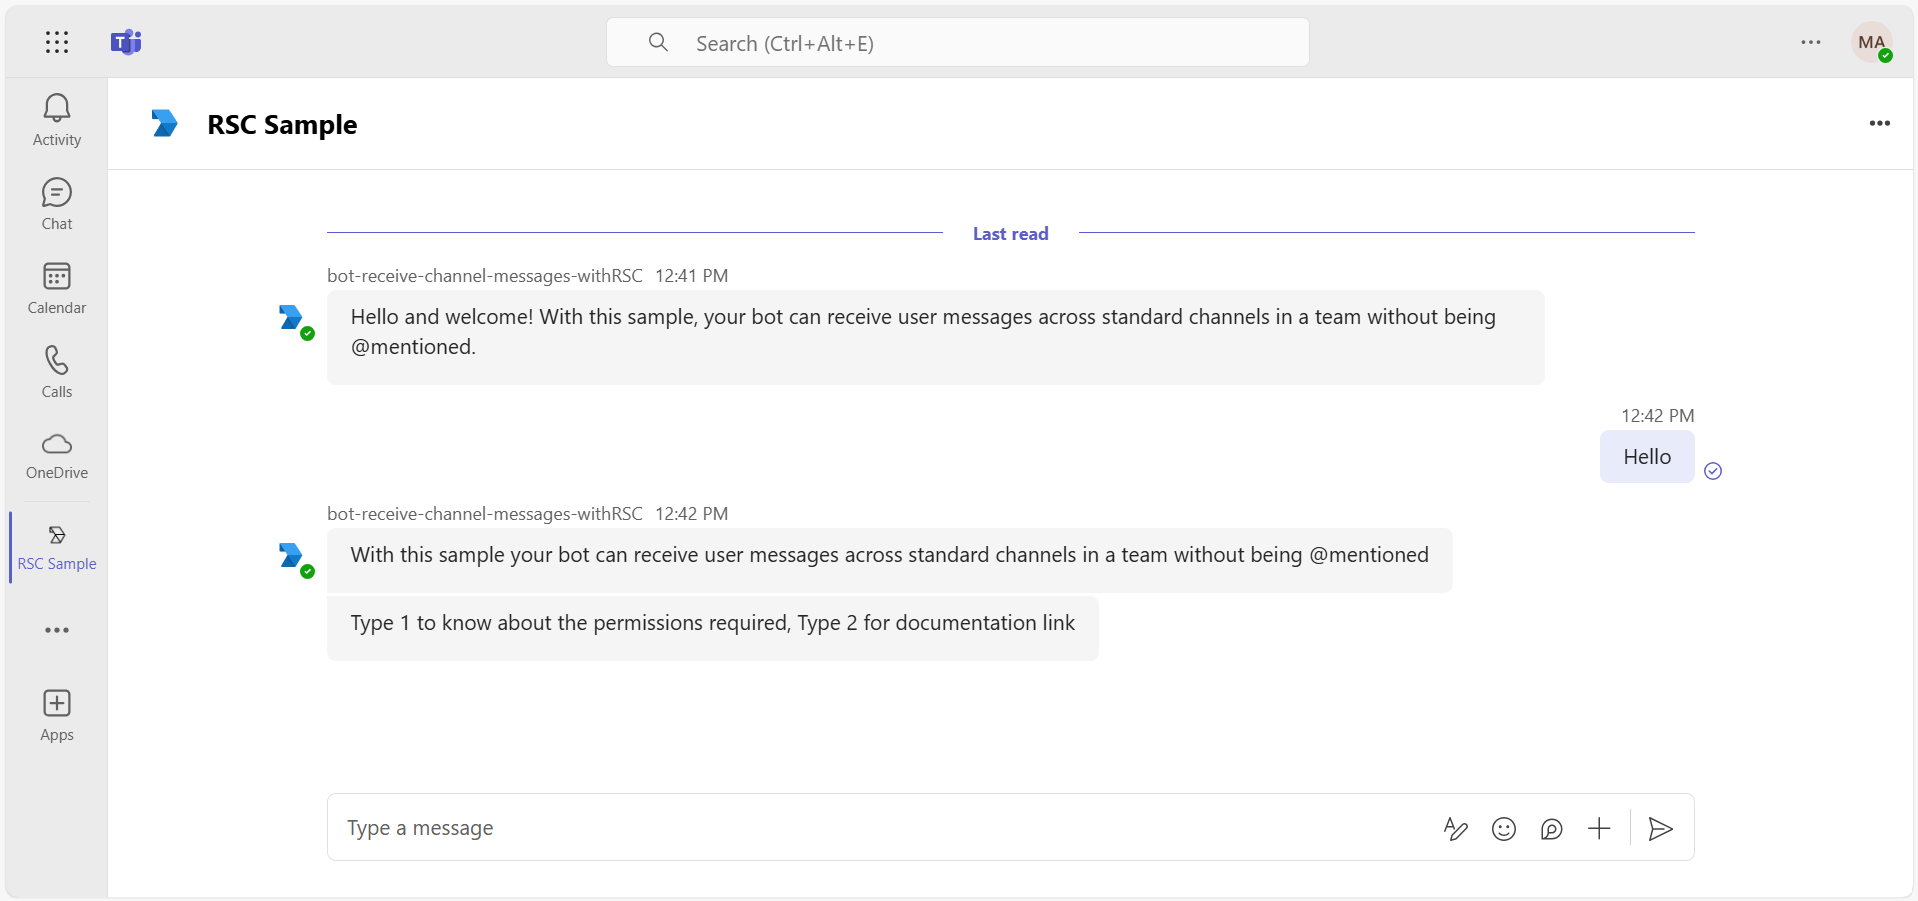 T
Search (Ctrl+Alt+E)
MA
Activity
Chat
Calendar
Calls
OneDrive
RSC Sample
Apps
RSC Sample
Last read
bot-receive-channel-messages-withRSC 12:41 PM
Hello and welcome! With this sample, your bot can receive user messages across standard channels in a team without being
@mentioned.
12:42 PM
Hello
bot-receive-channel-messages-withRSC 12:42 PM
With this sample your bot can receive user messages across standard channels in a team without being @mentioned
Type 1 to know about the permissions required, Type 2 for documentation link
Type a message